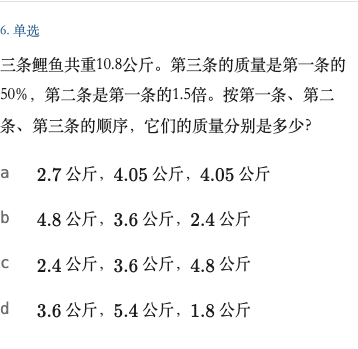 6. 单选
三条鲤鱼共重10.8公斤。第三条的质量是第一条的
50%，第二条是第一条的1.5倍。按第一条、第二
条、第三条的顺序，它们的质量分别是多少?
a 2.7 公斤，4.05 公斤，4.05 公斤
b 4.8 公斤，3.6 公斤，2.4 公斤
c 2.4 公斤，3.6 公斤，4.8 公斤
d 3.6 公斤，5.4 公斤，1.8 公斤